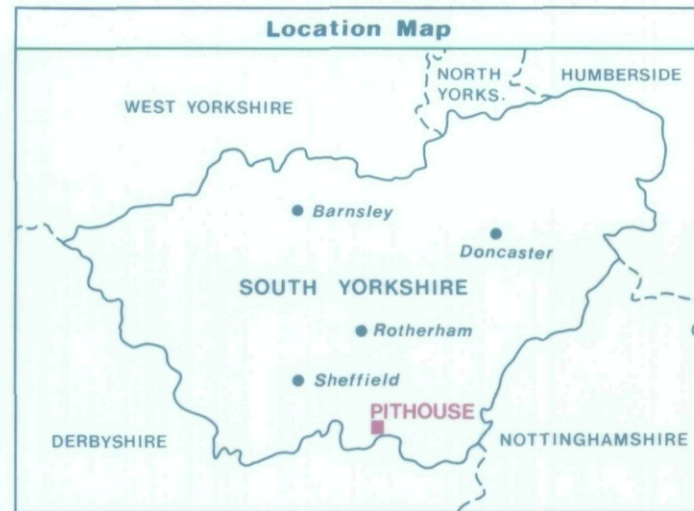 Location Map
NORTH
YORKS.
HUMBERSIDE
WEST YORKSHIRE
Barnsley
Doncaster
SOUTH YORKSHIRE
Rotherham
Sheffield
PITHOUSE
DERBYSHIRE
NOTTINGHAMSHIRE